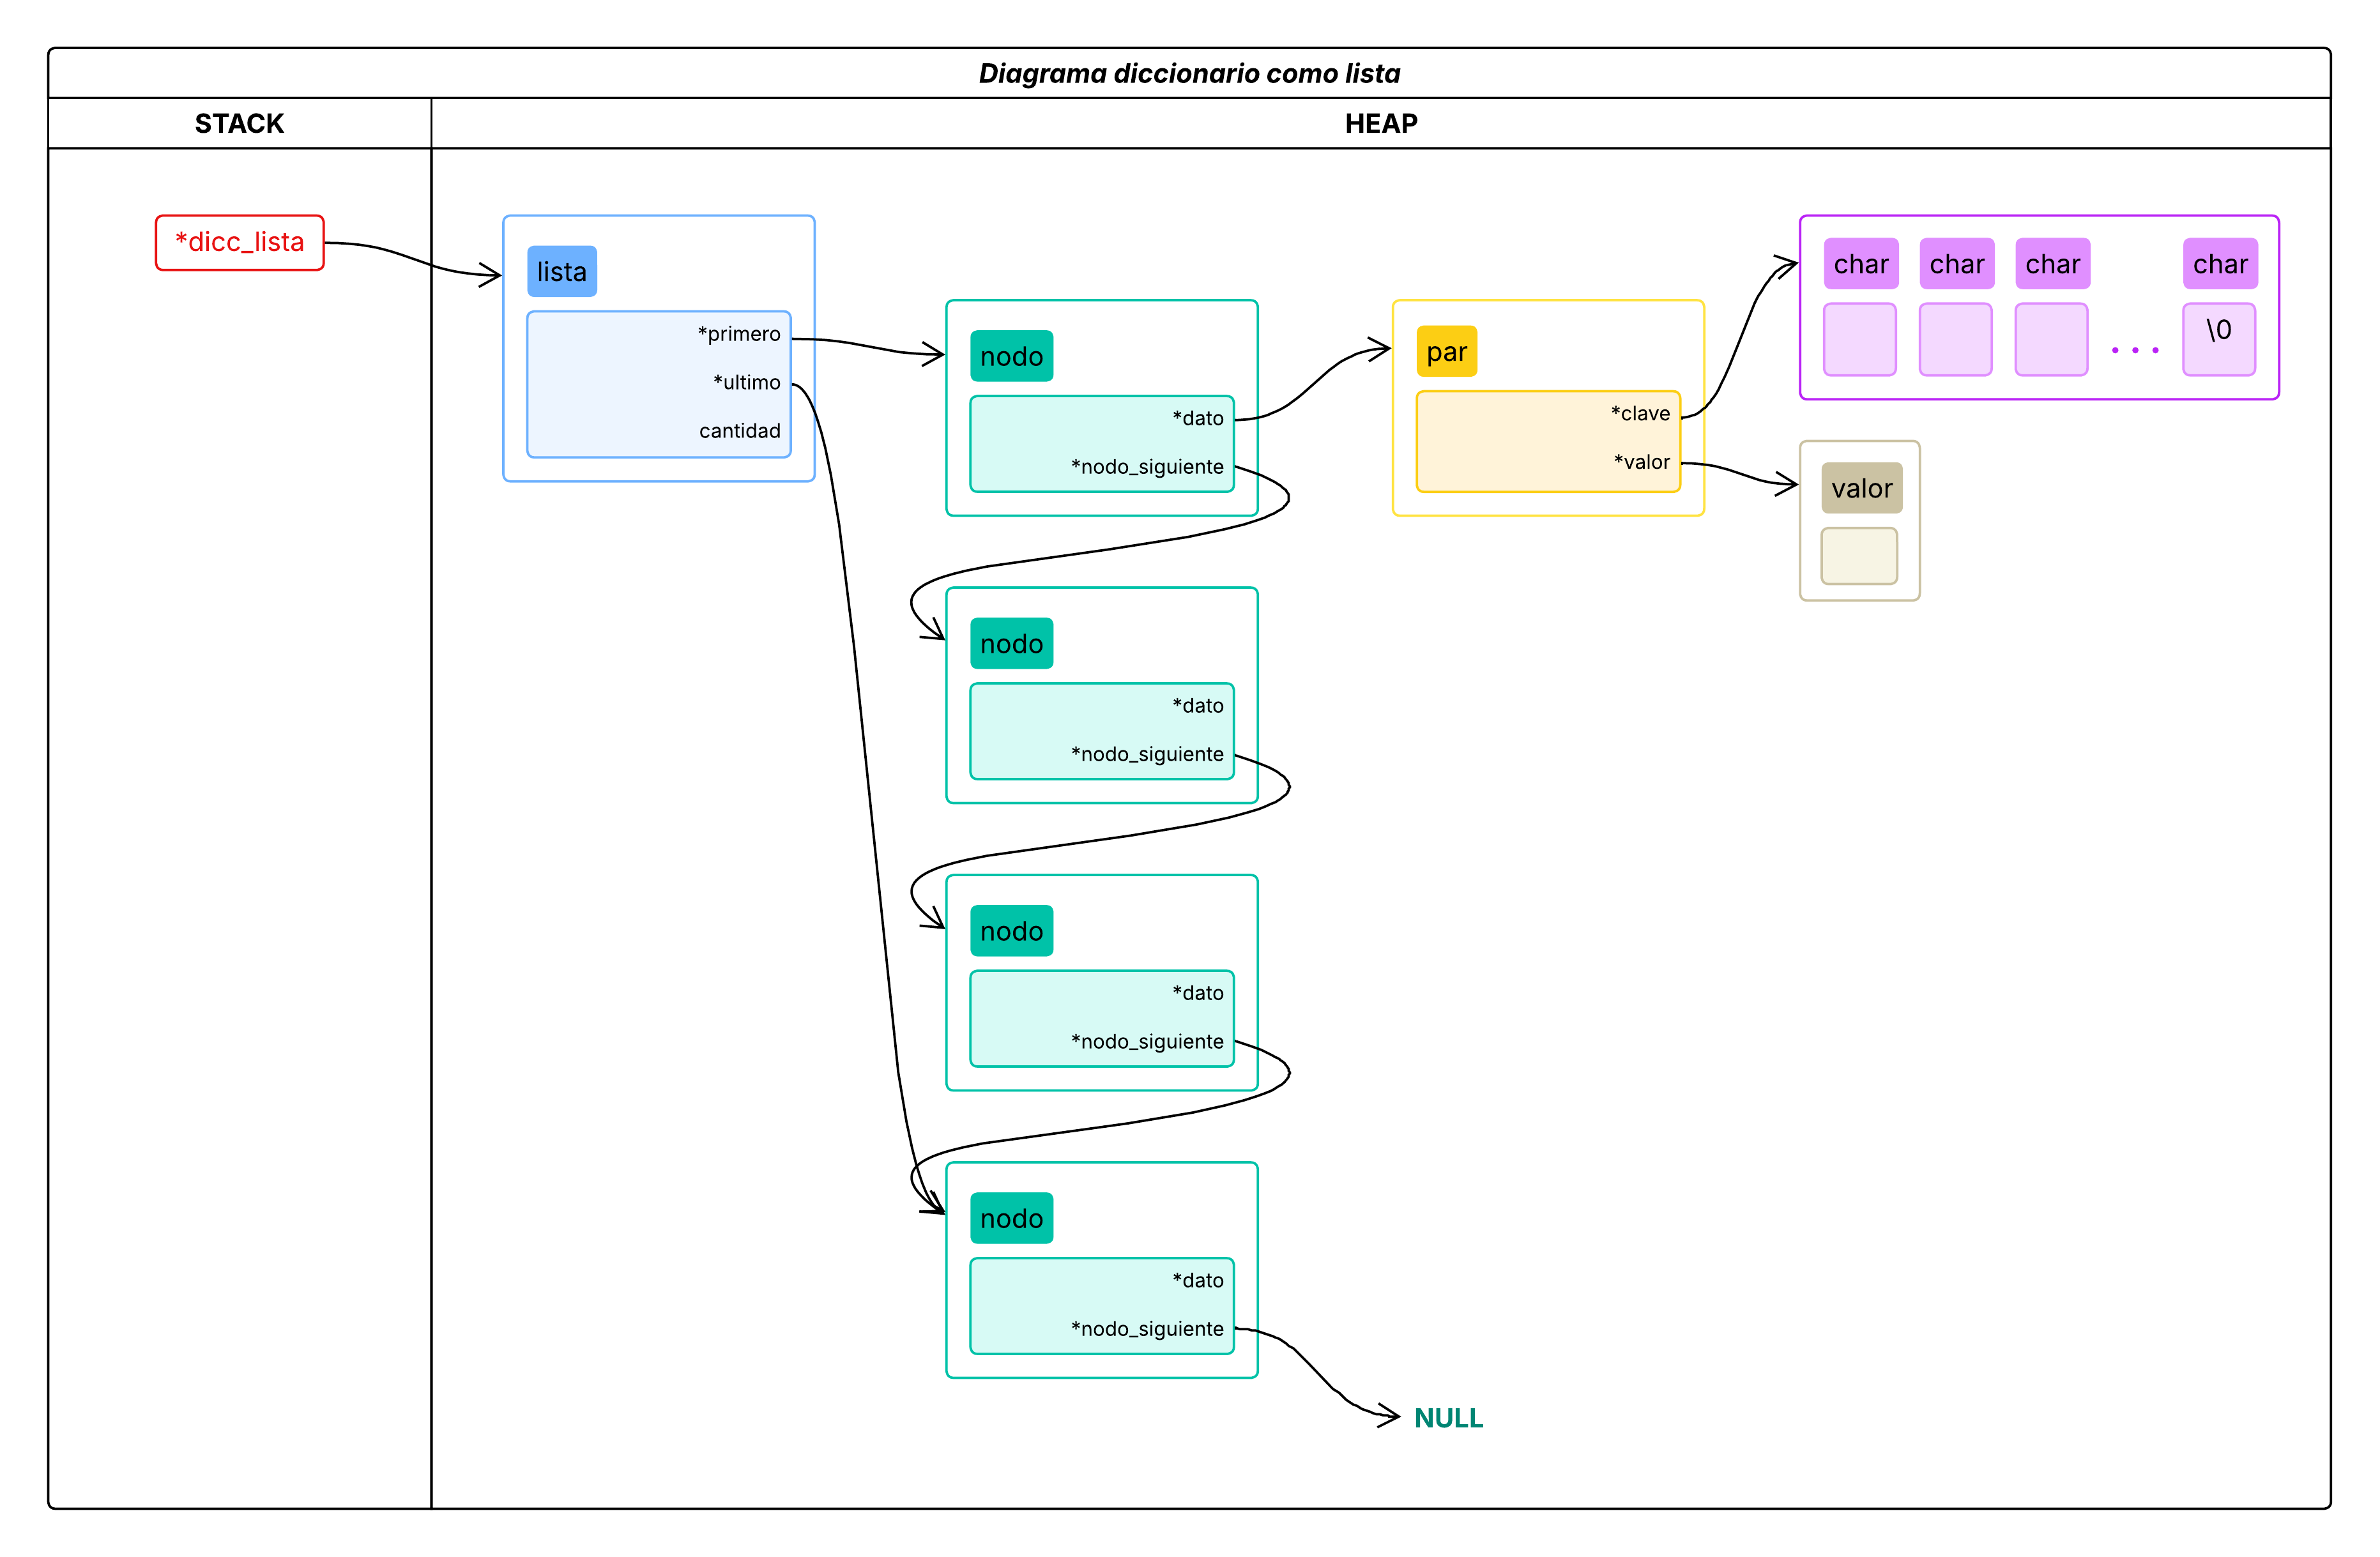 Diagrama diccionario como lista
STACK
HEAP
*dicc_lista
lista
*primero
*ultimo
cantidad
nodo
*dato
*nodo_siguiente
par
*clave
*valor
char char char char
\0
. . .
valor
nodo
*dato
*nodo_siguiente
nodo
*dato
*nodo_siguiente
nodo
*dato
*nodo_siguiente
NULL